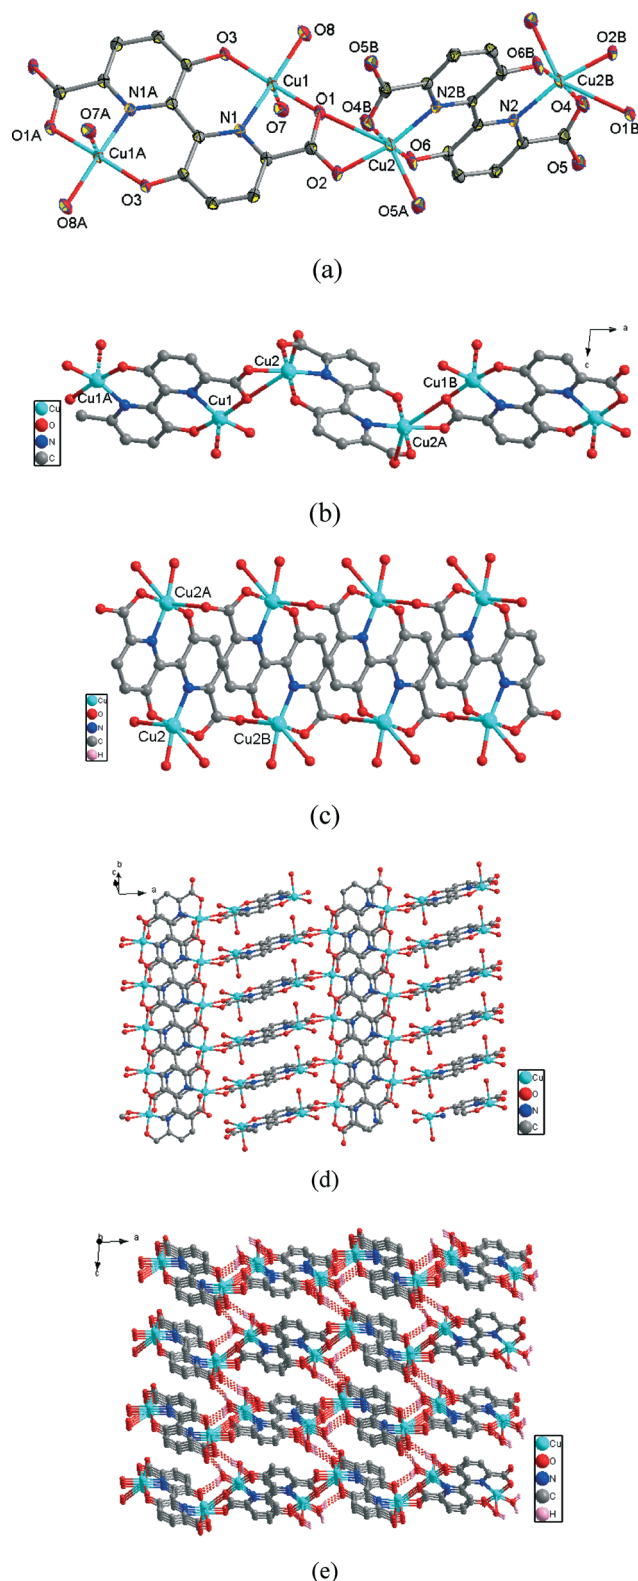 O8
O3
O2B
O6B
O5B
Cu1
Cu2B
N1A
O1
N2B
N2
O4
O7A
N1
O7
O4B
O1A
O1B
O6
Cu1A
Cu2
O5
O3
O2
O8A
O5A
(a)
Cu2
a
c
Cu1B
Cu1A
Cu1
Cu2A
Cu
O
N
C
(b)
Cu2A
Cu
O
N
C
H
Cu2
Cu2B
(c)
b
c
a
Cu
O
N
C
(d)
b
a
c
Cu
O
N
C
H
(e)